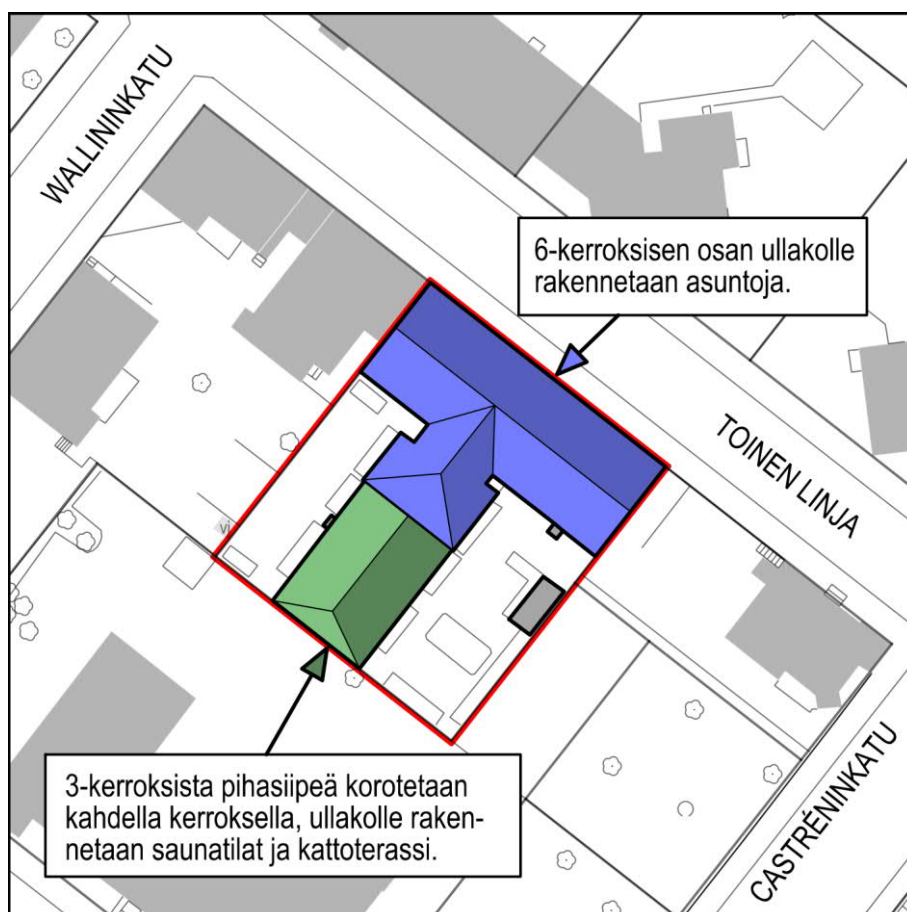 WALLININKATU
6-kerroksisen osan ullakolle
rakennetaan asuntoja.
TOINEN LINJA
vj
3-kerroksista pihasiipeä korotetaan
kahdella kerroksella, ullakolle raken-
netaan saunatilat ja kattoterassi.
CASTRÉNINKATU